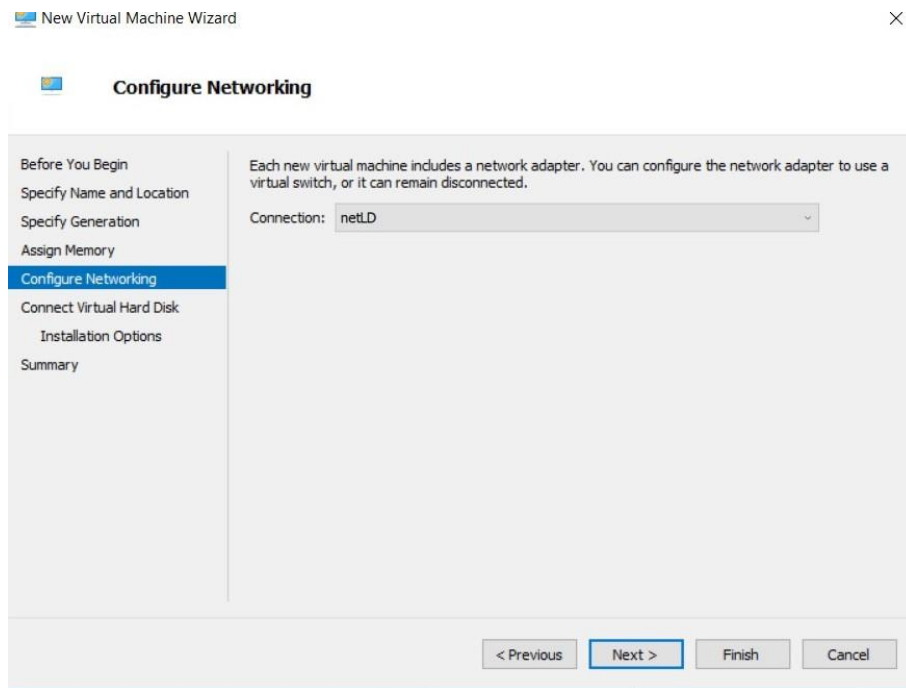 New Virtual Machine Wizard
Configure Networking
Before You Begin
Specify Name and Location
Specify Generation
Assign Memory
Configure Networking
Connect Virtual Hard Disk
Installation Options
Summary
Each new virtual machine includes a network adapter. You can configure the network adapter to use a
virtual switch, or it can remain disconnected.
Connection: netLD
< Previous Next > Finish Cancel